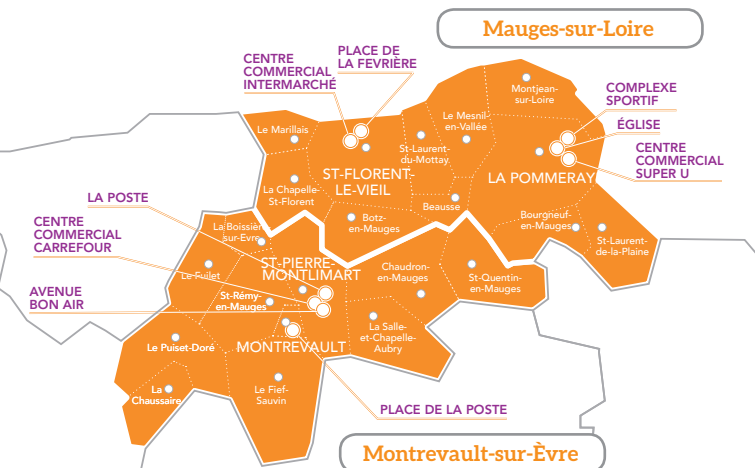 Mauges-sur-Loire
PLACE DE
LA FEVRIÈRE
CENTRE
COMMERCIAL
INTERMARCHÉ
Montjean-
sur-Loire
COMPLEXE
SPORTIF
ÉGLISE
CENTRE
COMMERCIAL
SUPER U
Le Marillais
Le Mesnil-
en-Vallée
St-Laurent-
du-Mottay
ST-FLORENT-
LE-VIEIL
LA POMMERAY
La Chapelle-
St-Florent
Beausse
Botz-
en-Mauges
Bourgneuf-
en-Mauges
St-Laurent-
de-la-Plaine
LA POSTE
CENTRE
COMMERCIAL
CARREFOUR
AVENUE
BON AIR
La Boissière-
sur-Evre
Le Fuilet
ST-PIERRE-
MONTLIMART
Chaudron-
en-Mauges
St-Quentin-
en-Mauges
St-Rémy-
en-Mauges
La Salle-
et-Chapelle-
Aubry
Le Puiset-Doré
MONTREVAULT
La
Chaussaire
Le Fief-
Sauvin
PLACE DE LA POSTE
Montrevault-sur-Èvre